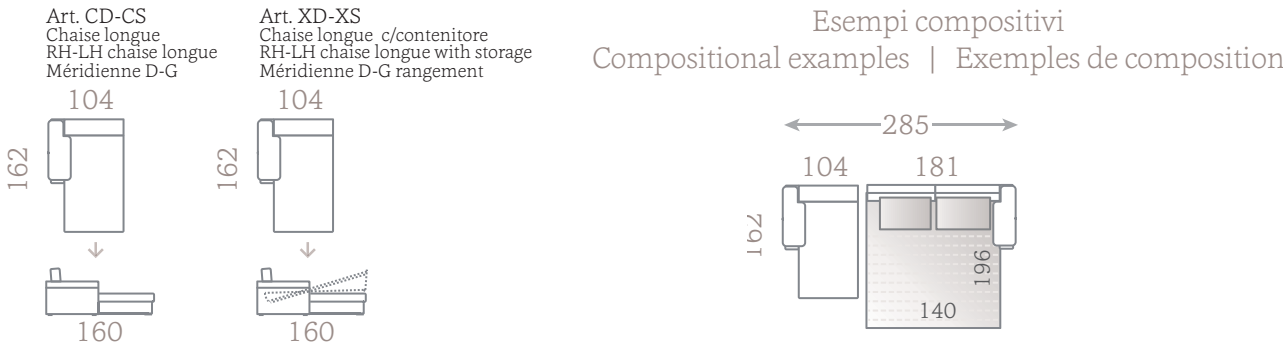 Art. CD-CS
Chaise longue
RH-LH chaise longue
Méridienne D-G
104
162
160
Art. XD-XS
Chaise longue c/contenitore
RH-LH chaise longue with storage
Méridienne D-G rangement
104
162
160
Esempi compositivi
Compositional examples | Exemples de composition
285
104 181
162
196
140